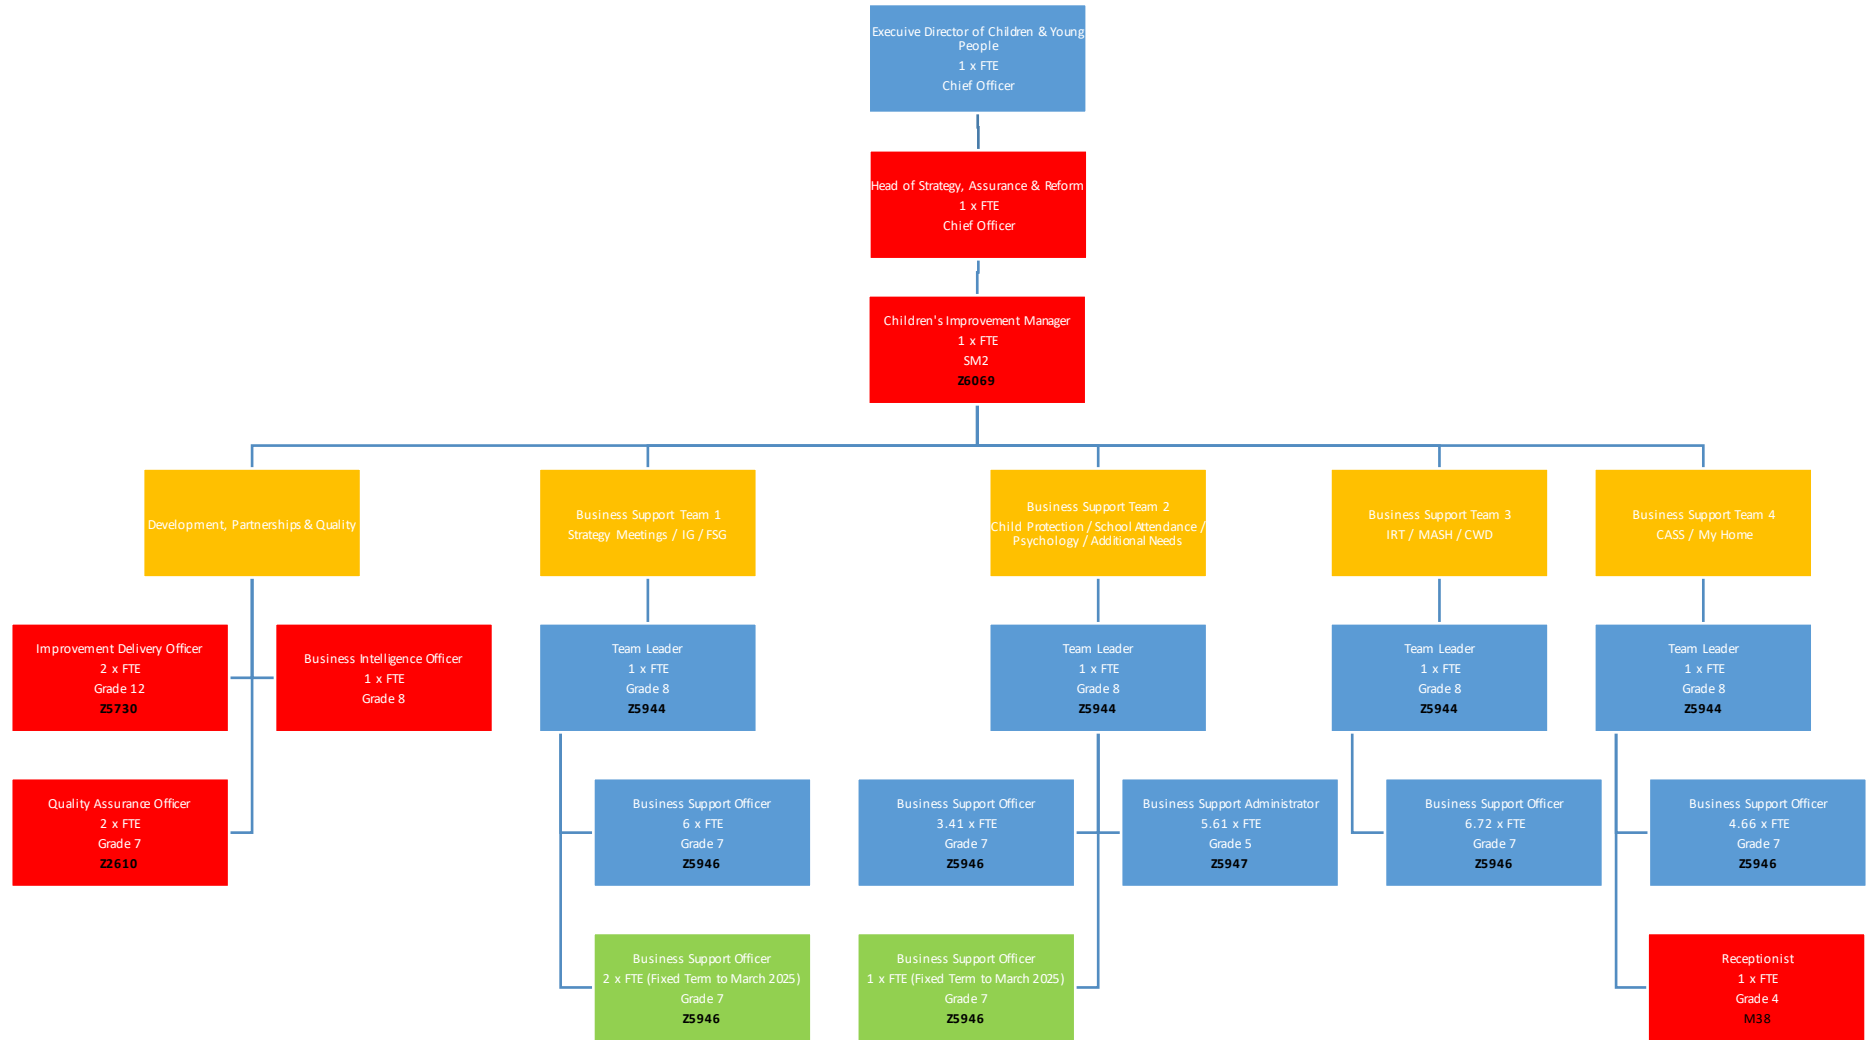 Execuive Director of Children & Young
People
1 x FTE
Chief Officer
Head of Strategy, Assurance & Reform
1 x FTE
Chief Officer
Children's Improvement Manager
1 x FTE
SM2
Z6069
Development, Partnerships & Quality
Business Support Team 1
Strategy Meetings / IG / FSG
Business Support Team 2
Child Protection / School Attendance /
Psychology / Additional Needs
Business Support Team 3
IRT / MASH / CWD
Business Support Team 4
CASS / My Home
Improvement Delivery Officer
2 x FTE
Grade 12
Z5730
Business Intelligence Officer
1 x FTE
Grade 8
Team Leader
1 x FTE
Grade 8
Z5944
Team Leader
1 x FTE
Grade 8
Z5944
Team Leader
1 x FTE
Grade 8
Z5944
Team Leader
1 x FTE
Grade 8
Z5944
Quality Assurance Officer
2 x FTE
Grade 7
Z2610
Business Support Officer
6 x FTE
Grade 7
Z5946
Business Support Officer
3.41 x FTE
Grade 7
Z5946
Business Support Administrator
5.61 x FTE
Grade 5
Z5947
Business Support Officer
6.72 x FTE
Grade 7
Z5946
Business Support Officer
4.66 x FTE
Grade 7
Z5946
Business Support Officer
2 x FTE (Fixed Term to March 2025)
Grade 7
Z5946
Business Support Officer
1 x FTE (Fixed Term to March 2025)
Grade 7
Z5946
Receptionist
1 x FTE
Grade 4
M38